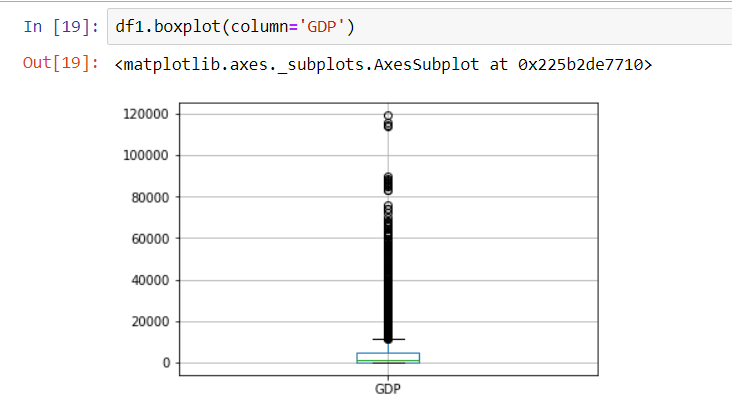 In [19]: df1.boxplot(column='GDP')
Out[19]: <matplotlib.axes._subplots.AxesSubplot at 0x225b2de7710>
120000
100000
80000
60000
40000
20000
0
GDP